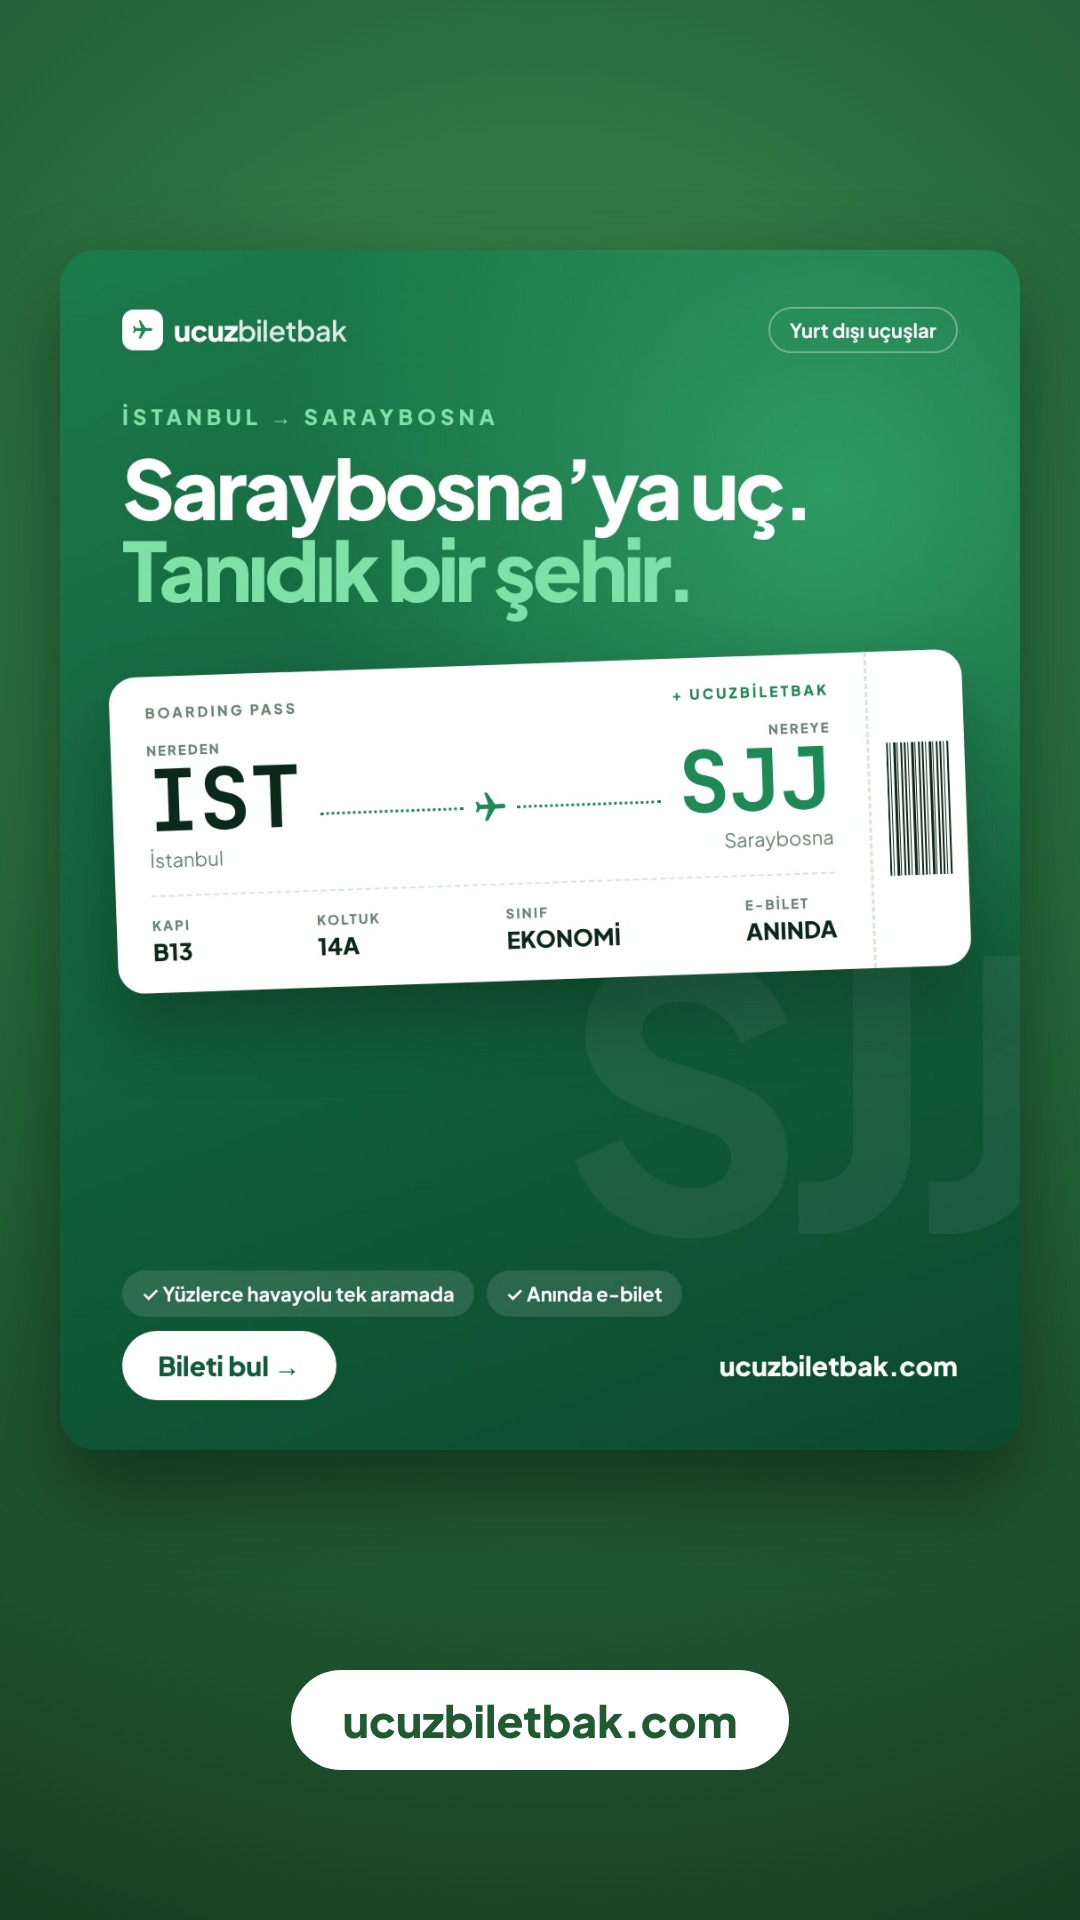 ucuzbiletbak
Yurt dışı uçuşlar
İSTANBUL → SARAYBOSNA
Saraybosna’ya uç.
Tanıdık bir şehir.
BOARDING PASS
+ UCUZBİLETBAK
NEREDEN
NEREYE
IST
SJJ
İstanbul
Saraybosna
KAPI
KOLTUK
SINIF
E-BİLET
B13
14A
EKONOMİ
ANINDA
SJJ
✓ Yüzlerce havayolu tek aramada
✓ Anında e-bilet
Bileti bul →
ucuzbiletbak.com
ucuzbiletbak.com